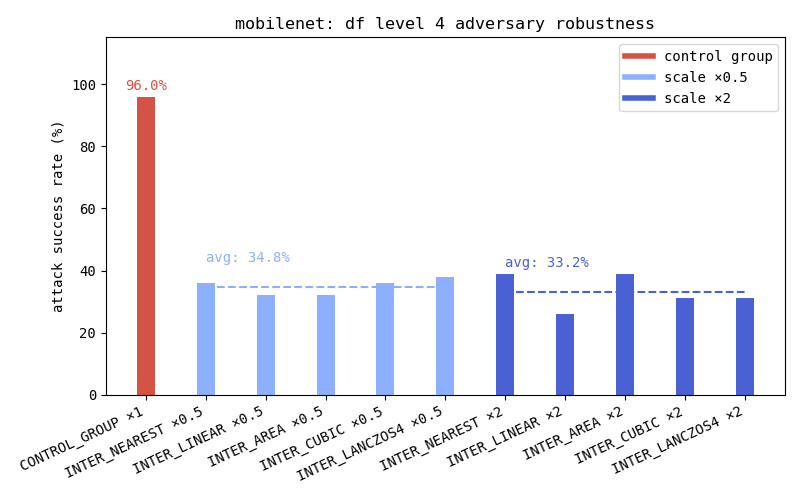 mobilenet: df level 4 adversary robustness
control group
scale ×0.5
scale ×2
attack success rate (%)
100
80
60
40
20
0
96.0%
avg: 34.8%
avg: 33.2%
CONTROL_GROUP ×1
INTER_NEAREST ×0.5
INTER_LINEAR ×0.5
INTER_AREA ×0.5
INTER_CUBIC ×0.5
INTER_LANCZOS4 ×0.5
INTER_NEAREST ×2
INTER_LINEAR ×2
INTER_AREA ×2
INTER_CUBIC ×2
INTER_LANCZOS4 ×2